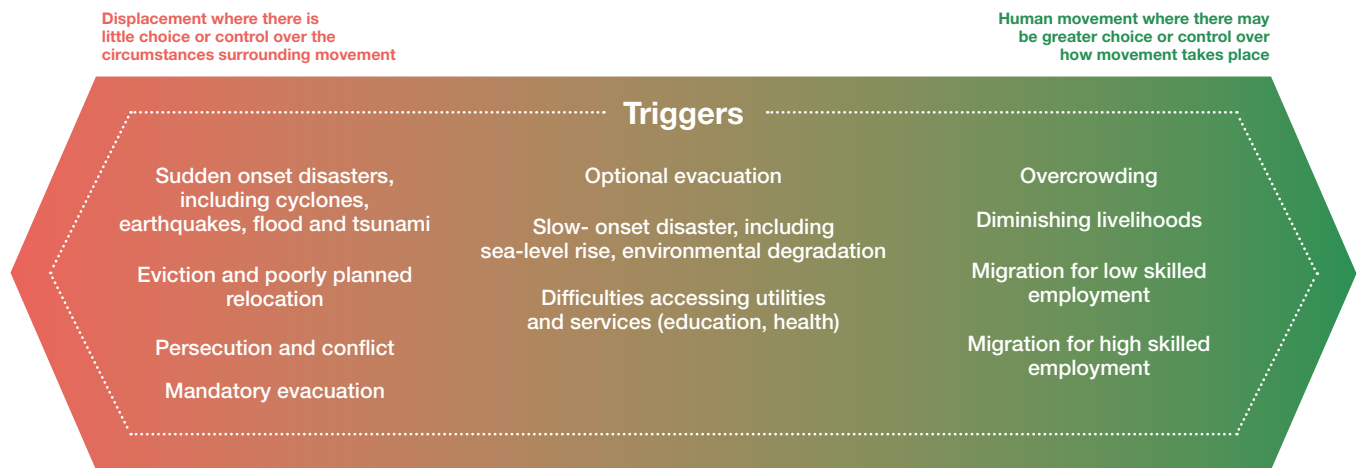 Displacement where there is
little choice or control over the
circumstances surrounding movement
Human movement where there may
be greater choice or control over
how movement takes place
Triggers
Sudden onset disasters,
including cyclones,
earthquakes, flood and tsunami
Eviction and poorly planned
relocation
Persecution and conflict
Mandatory evacuation
Optional evacuation
Slow- onset disaster, including
sea-level rise, environmental degradation
Difficulties accessing utilities
and services (education, health)
Overcrowding
Diminishing livelihoods
Migration for low skilled
employment
Migration for high skilled
employment